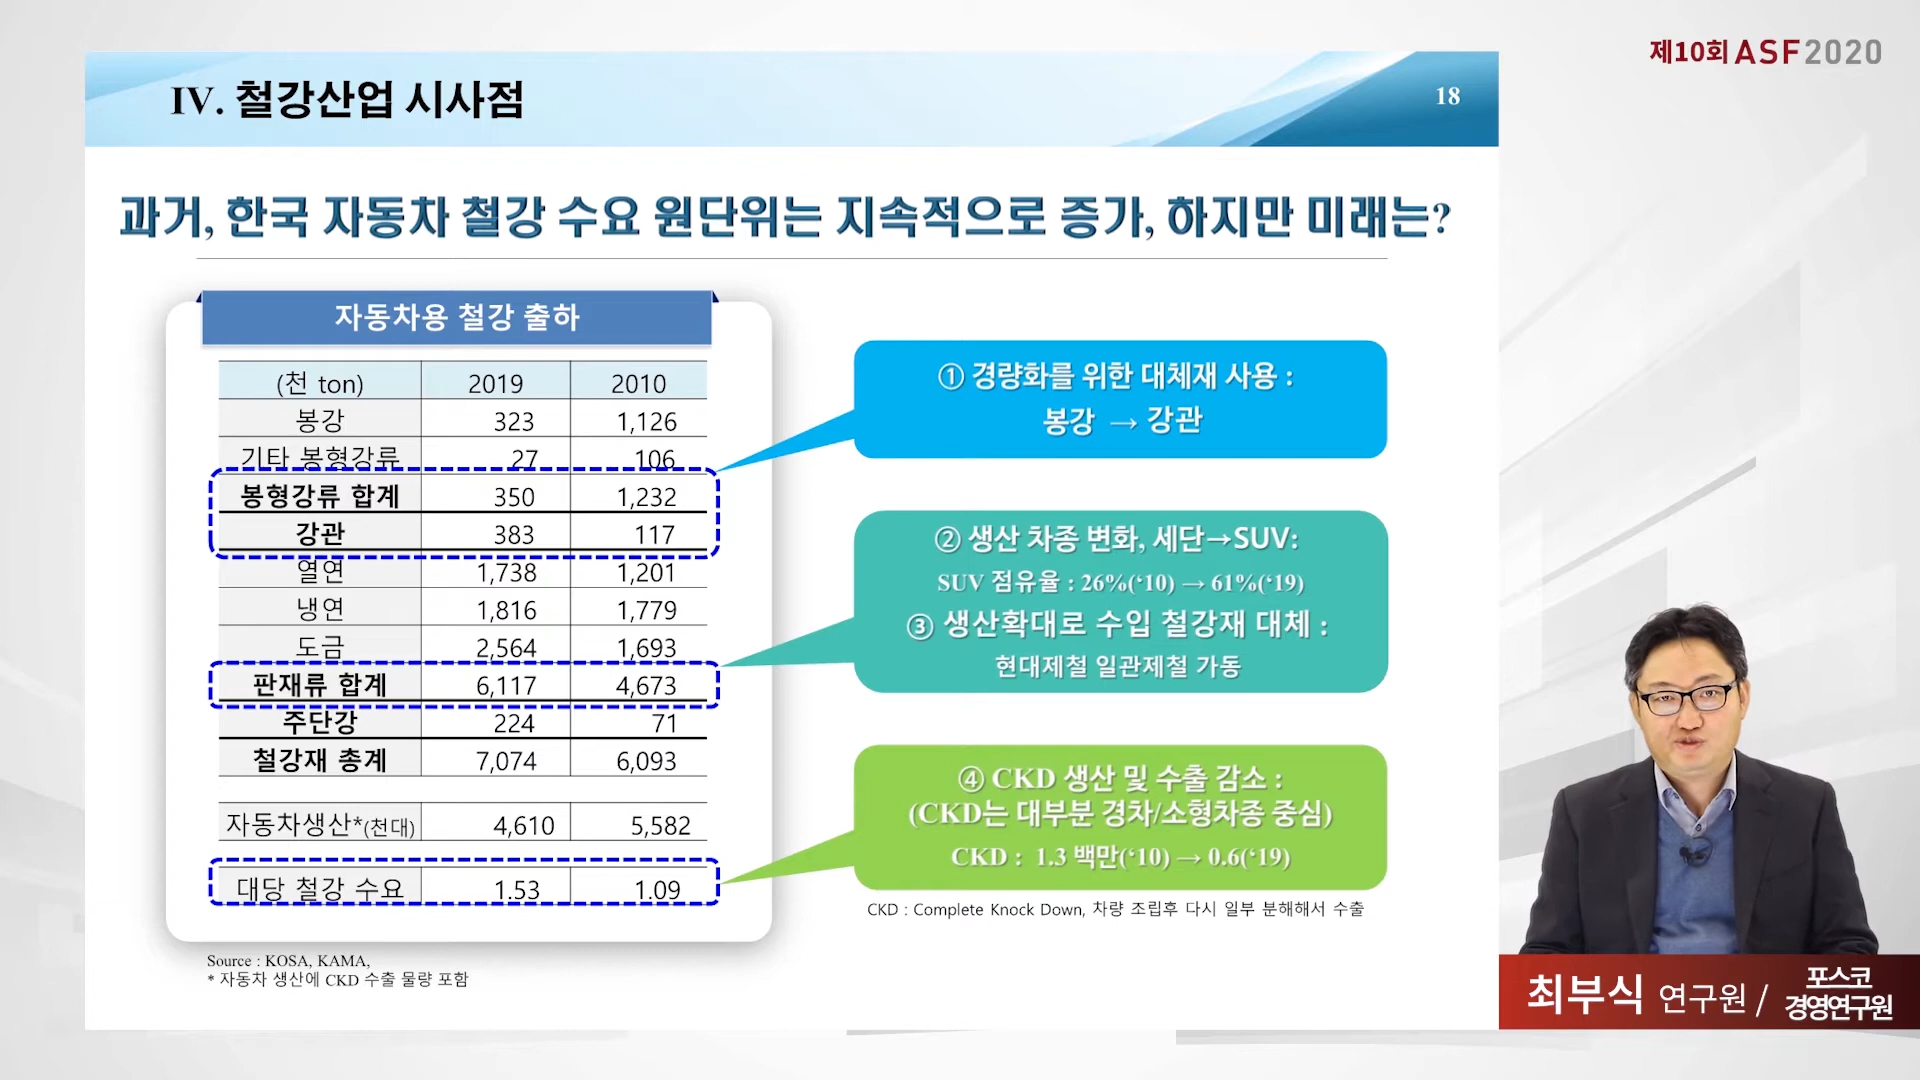 제10회 ASF2020
IV. 철강산업 시사점
18
과거, 한국 자동차 철강 수요 원단위는 지속적으로 증가, 하지만 미래는?
자동차용 철강 출하
(천 ton) 2019 2010
봉강 323 1,126
기타 봉형강류 27 106
봉형강류 합계 350 1,232
강관 383 117
열연 1,738 1,201
냉연 1,816 1,779
도금 2,564 1,693
판재류 합계 6,117 4,673
주단강 224 71
철강재 총계 7,074 6,093
자동차생산*(천대) 4,610 5,582
대당 철강 수요 1.53 1.09
Source : KOSA, KAMA,
* 자동차 생산에 CKD 수출 물량 포함
① 경량화를 위한 대체재 사용 :
봉강 → 강관
② 생산 차종 변화, 세단→SUV:
SUV 점유율 : 26%(‘10) → 61%(‘19)
③ 생산확대로 수입 철강재 대체 :
현대제철 일관제철 가동
④ CKD 생산 및 수출 감소 :
(CKD는 대부분 경차/소형차종 중심)
CKD : 1.3 백만(‘10) → 0.6(‘19)
CKD : Complete Knock Down, 차량 조립후 다시 일부 분해해서 수출
최부식 연구원 / 포스코
경영연구원